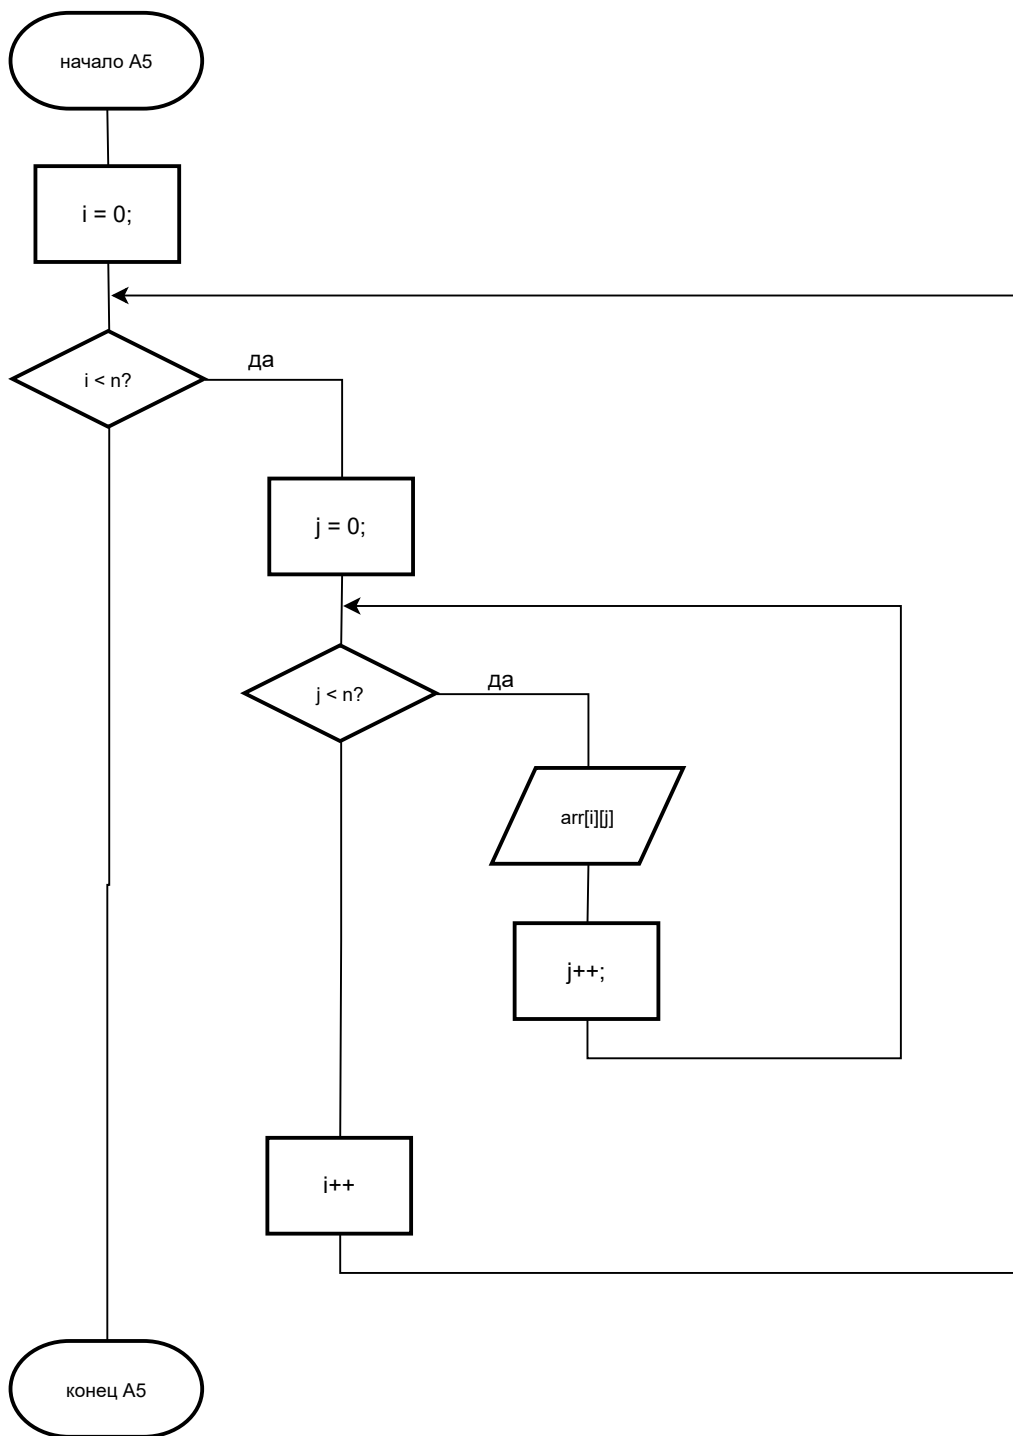 начало А5
i = 0;
i < n?
да
j = 0;
j < n?
да
arr[i][j]
j++;
i++
конец А5